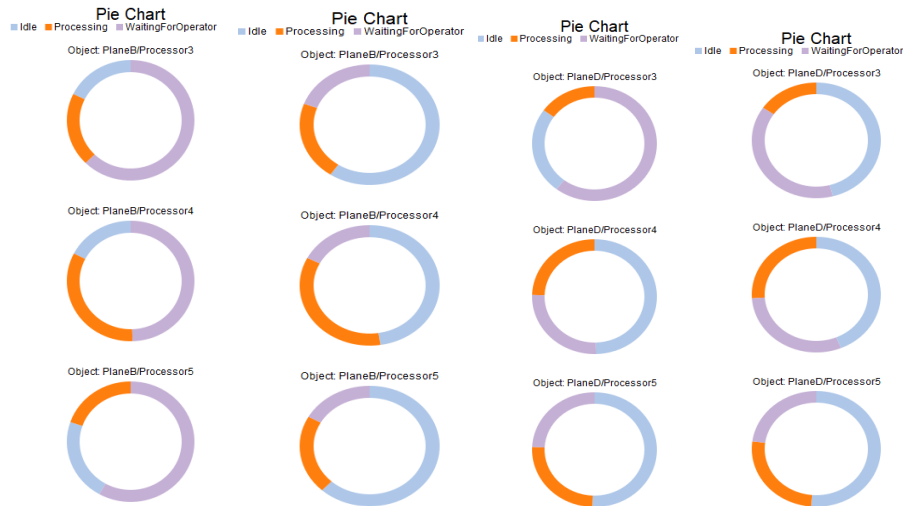 Pie Chart
Idle Processing WaitingForOperator
Object: PlaneB/Processor3
Object: PlaneB/Processor4
Object: PlaneB/Processor5
Pie Chart
Idle Processing WaitingForOperator
Object: PlaneB/Processor3
Object: PlaneB/Processor4
Object: PlaneB/Processor5
Pie Chart
Idle Processing WaitingForOperator
Object: PlaneD/Processor3
Object: PlaneD/Processor4
Object: PlaneD/Processor5
Pie Chart
Idle Processing WaitingForOperator
Object: PlaneD/Processor3
Object: PlaneD/Processor4
Object: PlaneD/Processor5